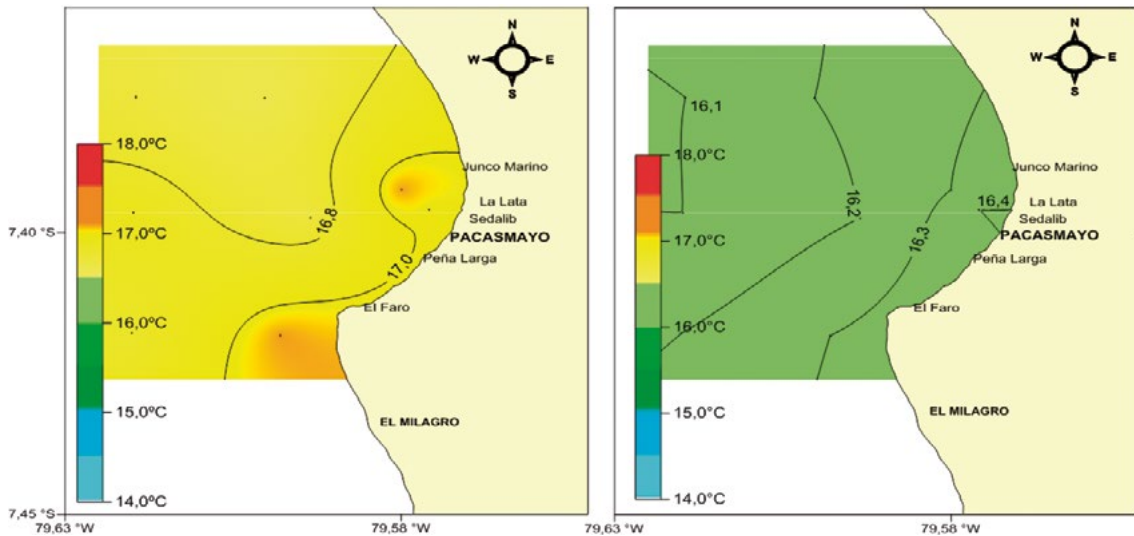 N
W E
S
18,0ºC
17,0ºC
16,0ºC
15,0ºC
14,0ºC
16,8
17,0
Junco Marino
La Lata
Sedalib
PACASMAYO
Peña Larga
El Faro
EL MILAGRO
7,40
7,45 °S
79,63 °W
79,58 °W
N
W E
S
18,0°C
17,0°C
16,0°C
15,0°C
14,0°C
16,1
16,2
16,3
16,4
Junco Marino
La Lata
Sedalib
PACASMAYO
Peña Larga
El Faro
EL MILAGRO
79,63 °W
79,58 °W